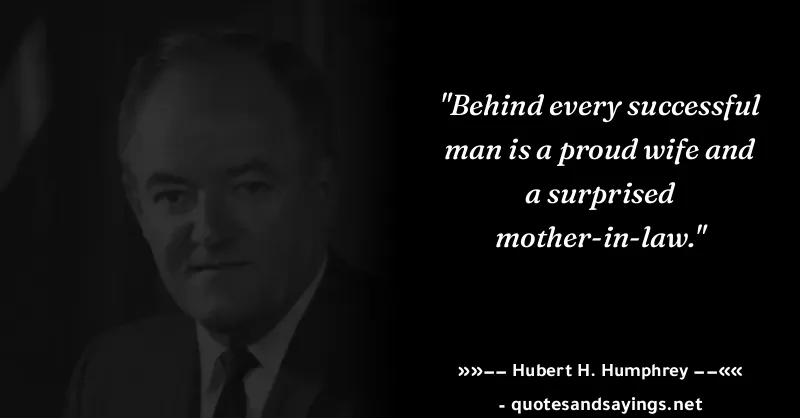 "Behind every successful
man is a proud wife and
a surprised
mother-in-law."
»»−− Hubert H. Humphrey −−««
- quotesandsayings.net